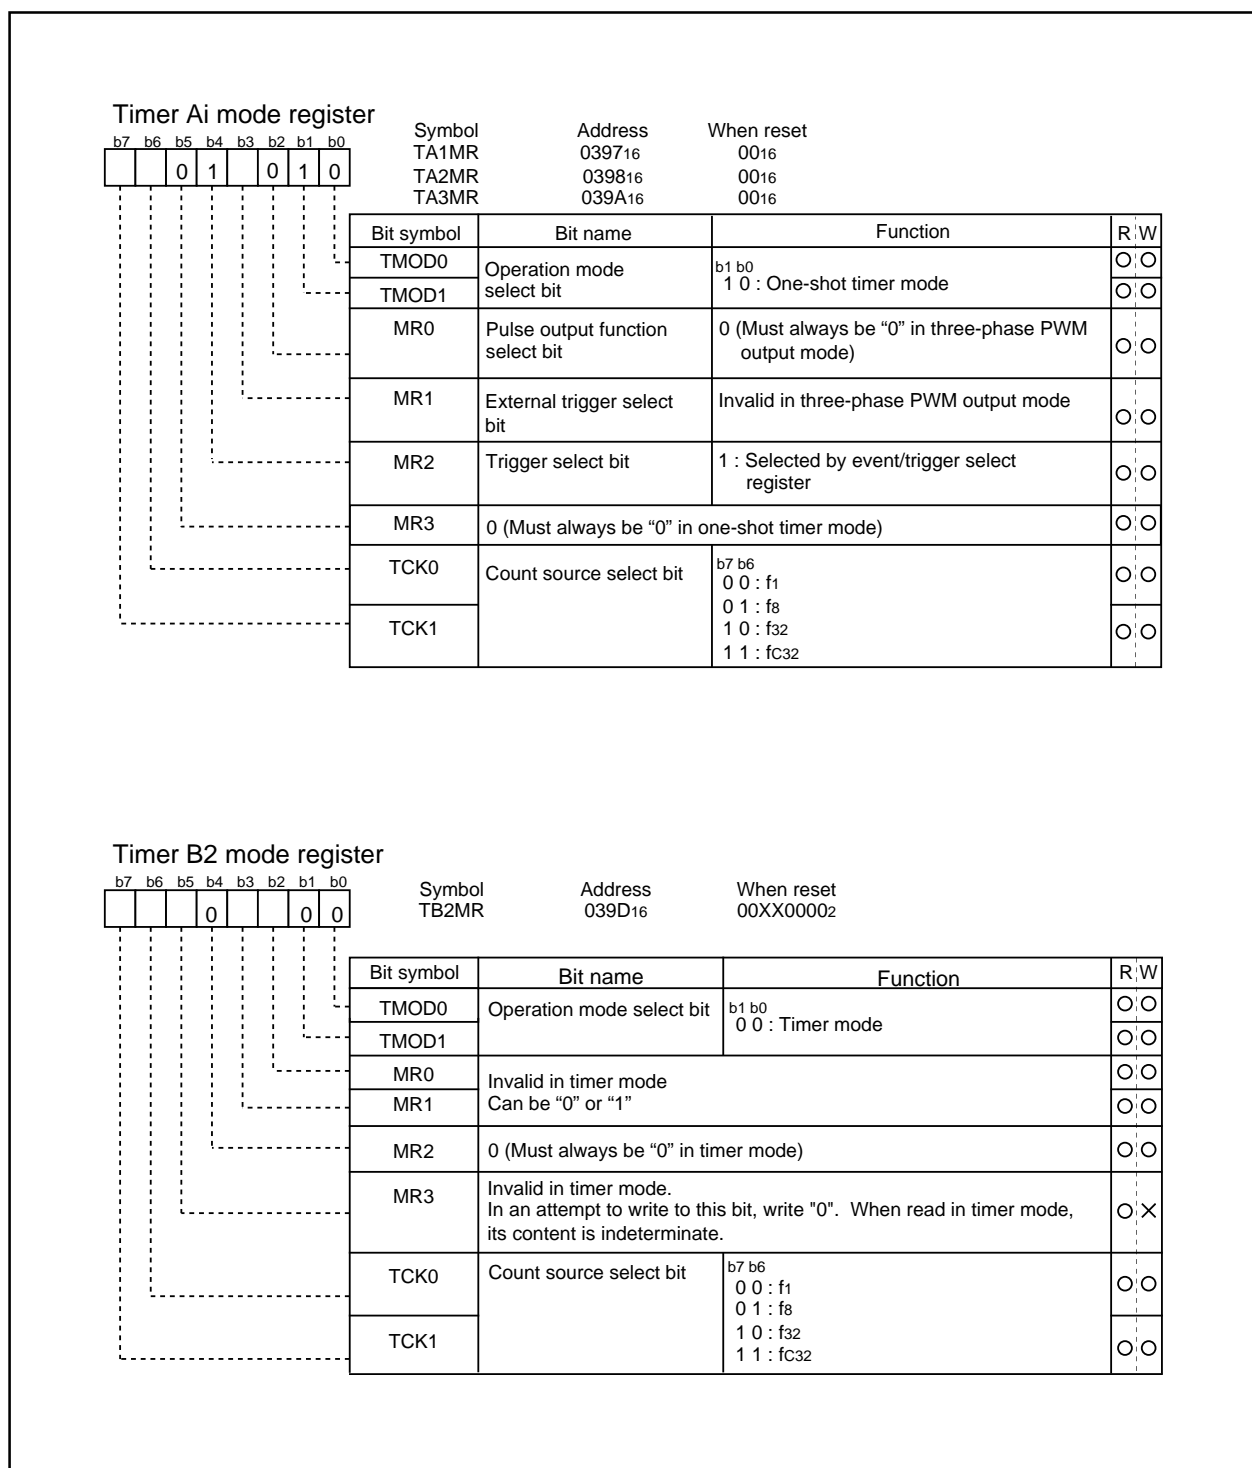 Timer Ai mode register
Symbol Address When reset
b7 b6 b5 b4 b3 b2 b1 b0
TA1MR 039716 0016
0 1 0 1 0
TA2MR 039816 0016
TA3MR 039A16 0016
Bit symbol Bit name Function R W
TMOD0 Operation mode select bit b1 b0
TMOD1 1 0 : One-shot timer mode
MR0 Pulse output function select bit 0 (Must always be “0” in three-phase PWM
output mode)
MR1 External trigger select bit Invalid in three-phase PWM output mode
MR2 Trigger select bit 1 : Selected by event/trigger select
register
MR3 0 (Must always be “0” in one-shot timer mode)
TCK0 Count source select bit b7 b6
0 0 : f1
0 1 : f8
TCK1 1 0 : f32
1 1 : fC32
Timer B2 mode register
b7 b6 b5 b4 b3 b2 b1 b0
Symbol Address When reset
0 0 0
TB2MR 039D16 00XX00002
Bit symbol Bit name Function R W
TMOD0 Operation mode select bit b1 b0
0 0 : Timer mode
TMOD1
MR0 Invalid in timer mode
MR1 Can be “0” or “1”
MR2 0 (Must always be “0” in timer mode)
MR3 Invalid in timer mode.
In an attempt to write to this bit, write "0". When read in timer mode,
its content is indeterminate.
TCK0 Count source select bit b7 b6
0 0 : f1
0 1 : f8
TCK1 1 0 : f32
1 1 : fC32